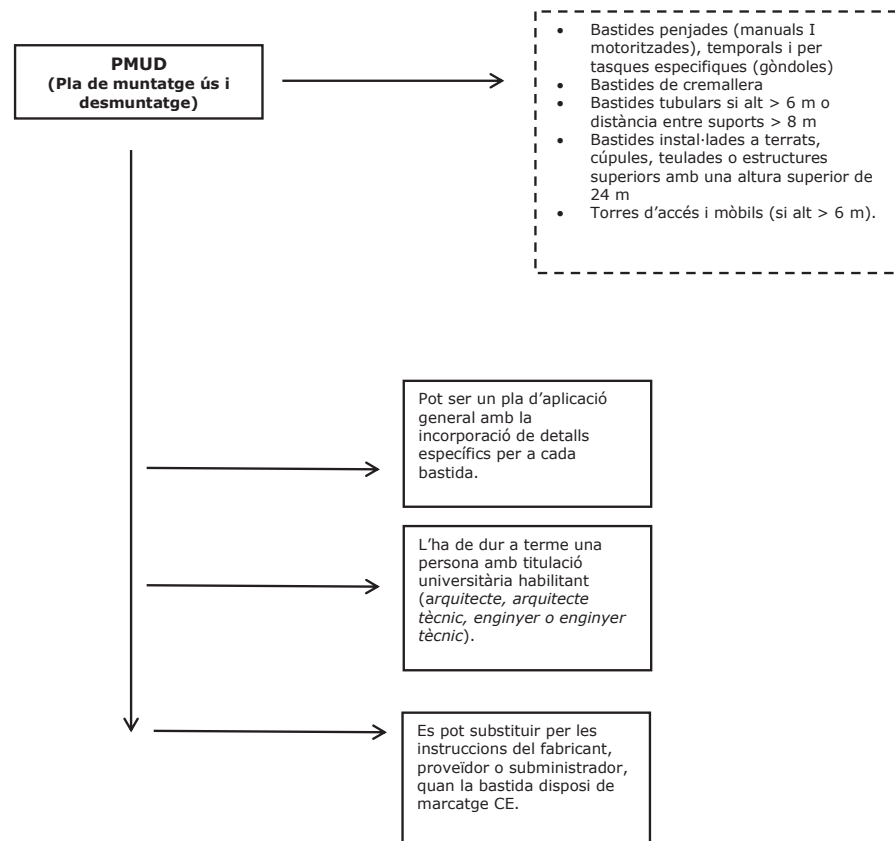 PMUD
(Pla de muntatge ús i
desmuntatge)
• Bastides penjades (manuals I
motoritzades), temporals i per
tasques especifiques (gòndoles)
• Bastides de cremallera
• Bastides tubulars si alt > 6 m o
distància entre suports > 8 m
• Bastides instal·lades a terrats,
cúpules, teulades o estructures
superiors amb una altura superior de
24 m
• Torres d’accés i mòbils (si alt > 6 m).
Pot ser un pla d’aplicació
general amb la
incorporació de detalls
específics per a cada
bastida.
L’ha de dur a terme una
persona amb titulació
universitària habilitant
(arquitecte, arquitecte
tècnic, enginyer o enginyer
tècnic).
Es pot substituir per les
instruccions del fabricant,
proveïdor o subministrador,
quan la bastida disposi de
marcatge CE.